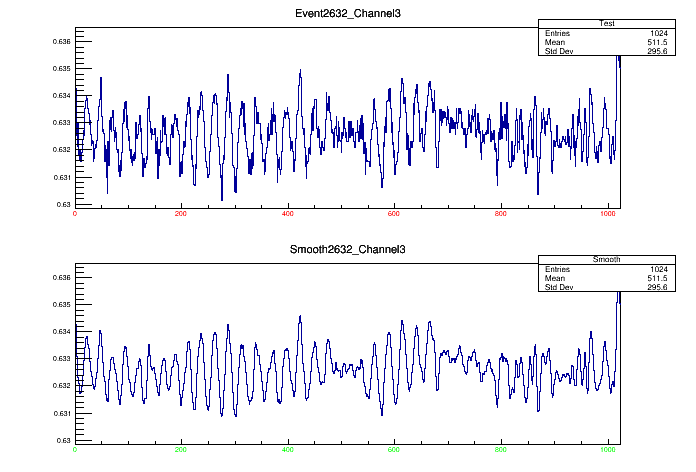 Event2632_Channel3
Test
Entries 1024
Mean 511.5
Std Dev 295.6
0.636
0.635
0.634
0.633
0.632
0.631
0.63
0 200 400 600 800 1000
Smooth2632_Channel3
Smooth
Entries 1024
Mean 511.5
Std Dev 295.6
0.636
0.635
0.634
0.633
0.632
0.631
0.63
0 200 400 600 800 1000